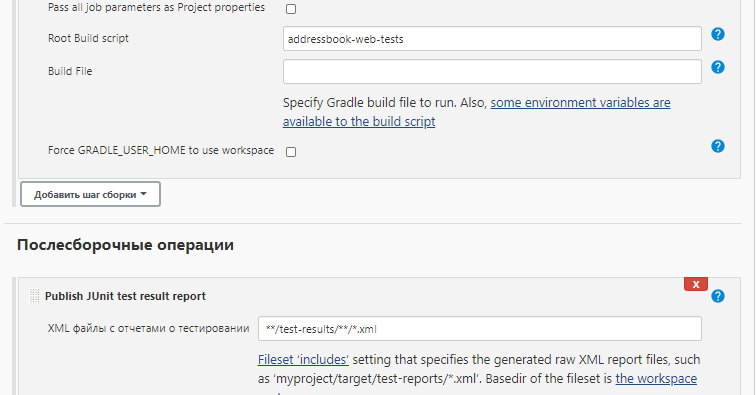 Pass all job parameters as Project properties
Root Build script
addressbook-web-tests
Build File
Specify Gradle build file to run. Also, some environment variables are
available to the build script
Force GRADLE_USER_HOME to use workspace
Добавить шаг сборки
Послесборочные операции
X
Publish JUnit test result report
XML файлы с отчетами о тестировании
**/test-results/**/*.xml
Fileset 'includes' setting that specifies the generated raw XML report files, such
as 'myproject/target/test-reports/*.xml'. Basedir of the fileset is the workspace